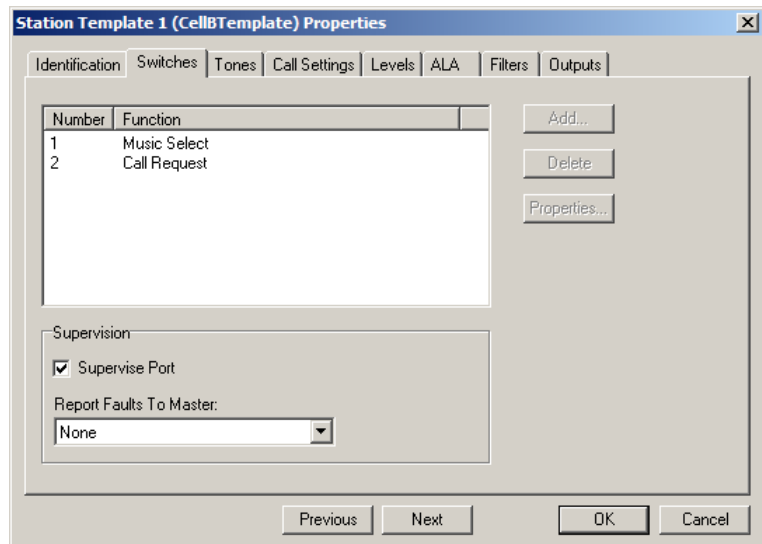 Station Template 1 (CellBTemplate) Properties
Identification Switches Tones Call Settings Levels ALA Filters Outputs
Number Function
1 Music Select
2 Call Request
Add...
Delete
Properties...
Supervision
Supervise Port
Report Faults To Master:
None
Previous Next OK Cancel